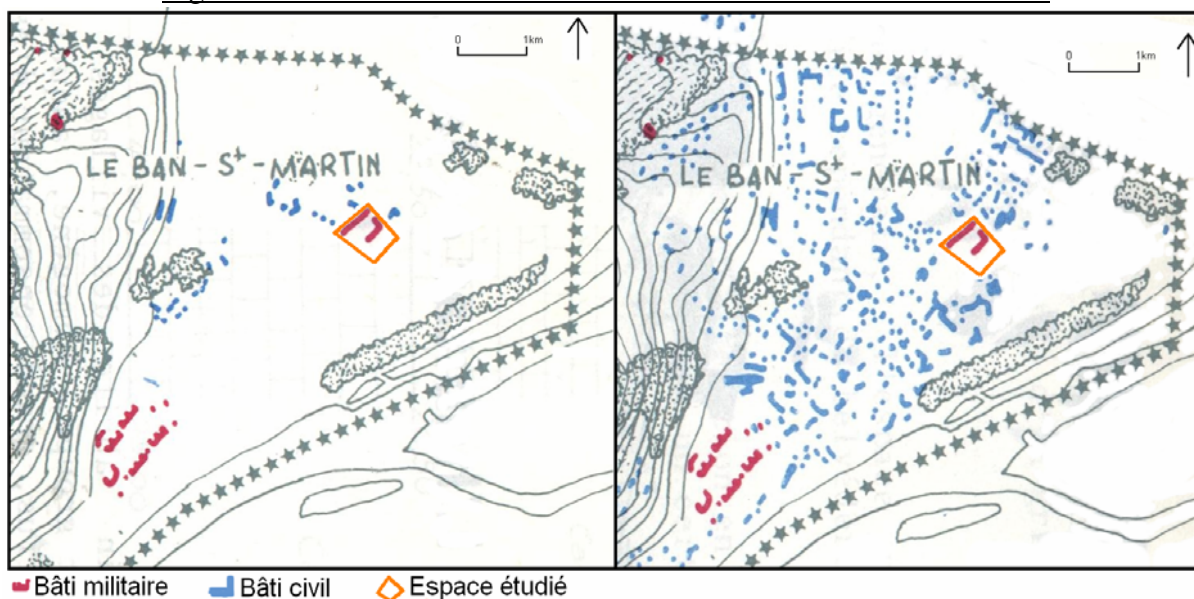 0 1km
0 1km
LE BAN - St - MARTIN
LE BAN - St - MARTIN
Bâti militaire Bâti civil Espace étudié